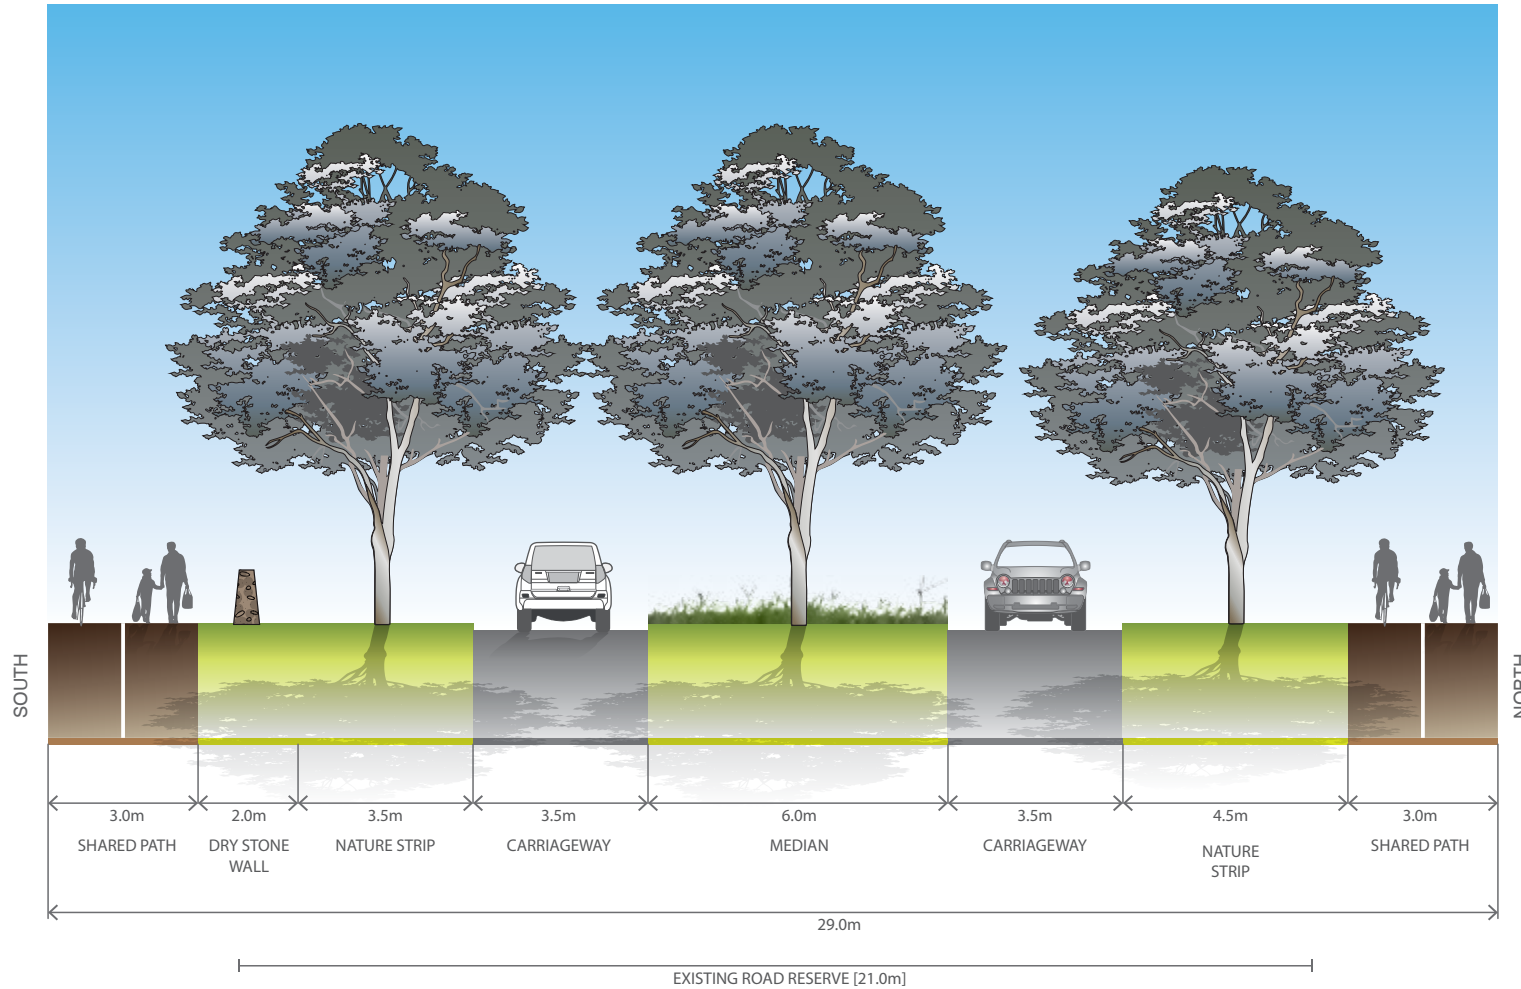 SOUTH
NORTH
3.0m
2.0m
3.5m
3.5m
6.0m
3.5m
4.5m
3.0m
SHARED PATH
DRY STONE
WALL
NATURE STRIP
CARRIAGEWAY
MEDIAN
CARRIAGEWAY
NATURE
STRIP
SHARED PATH
29.0m
EXISTING ROAD RESERVE [21.0m]